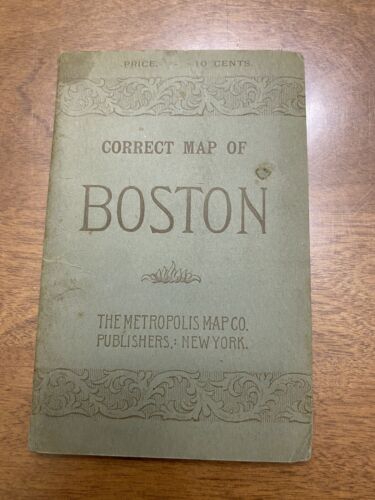 PRICE. - - 10 CENTS.
CORRECT MAP OF
BOSTON
THE METROPOLIS MAP CO.
PUBLISHERS.: NEW YORK.